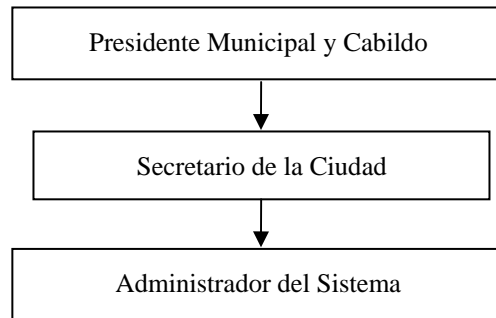 Presidente Municipal y Cabildo
Secretario de la Ciudad
Administrador del Sistema